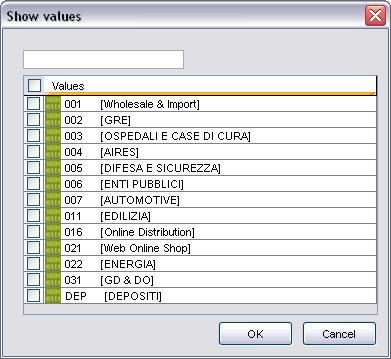 Show values
Values
001 [Wholesale & Import]
002 [GRE]
003 [OSPEDALI E CASE DI CURA]
004 [AIRES]
005 [DIFESA E SICUREZZA]
006 [ENTI PUBBLICI]
007 [AUTOMOTIVE]
011 [EDILIZIA]
016 [Online Distribution]
021 [Web Online Shop]
022 [ENERGIA]
031 [GD & DO]
DEP [DEPOSITI]
OK Cancel